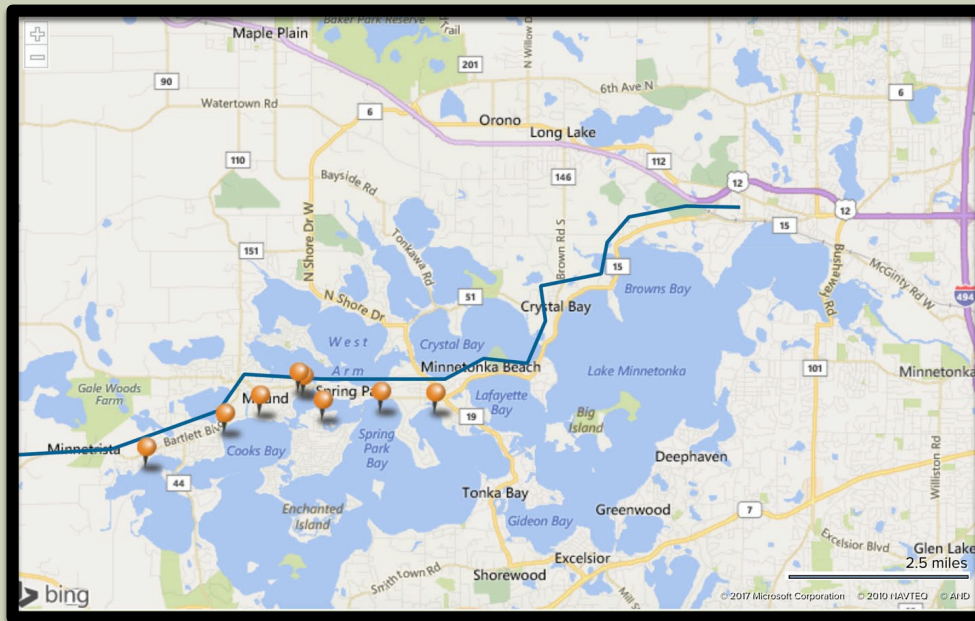 Baker Park Reserve
Trail
Maple Plain
N Willow D
201
90
6th Ave N
6
Watertown Rd
6
Orono
Long Lake
110
112
146
Bayside Rd
12
12
15
N Shore Dr W
Brown Rd S
151
Tonkawa Rd
15
Bushaway Rd
McGinty Rd W
494
51
Browns Bay
N Shore Dr
Crystal Bay
West
Crystal Bay
Arm
Minnetonka Beach
Lake Minnetonka
101
Minnetonka
Gale Woods
Farm
Spring
Lafayette
Bay
Big
Island
19
Bartlett
Minnetrista
Cooks Bay
Spring
Park
Bay
Deephaven
Williston Rd
44
Tonka Bay
Enchanted
Island
Greenwood
7
Gideon Bay
Excelsior Blvd
Glen Lake
Excelsior
2.5 miles
Smithtown Rd
Shorewood
Mill S
bing
© 2017 Microsoft Corporation © 2010 NAVTEQ © AND